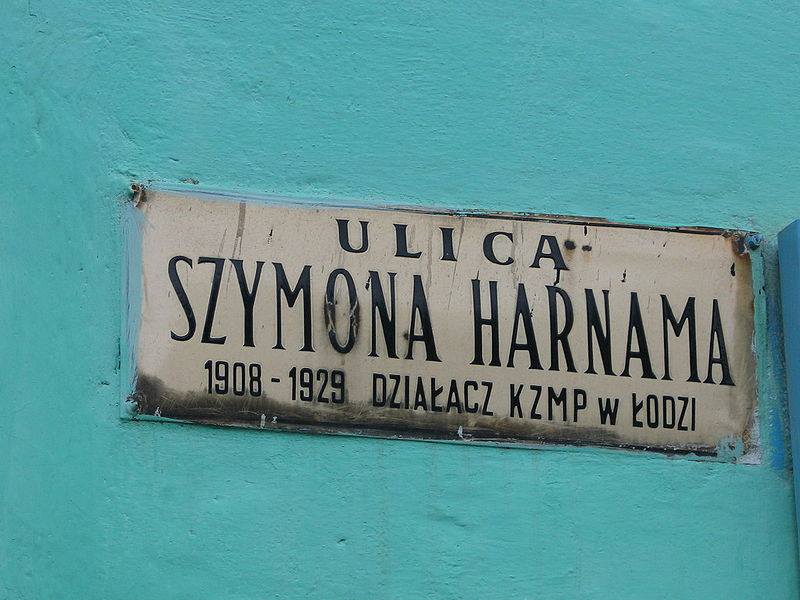 ULICA
SZYMONA HARNAMA
1908 - 1929 DZIAŁACZ KZMP W ŁODZI